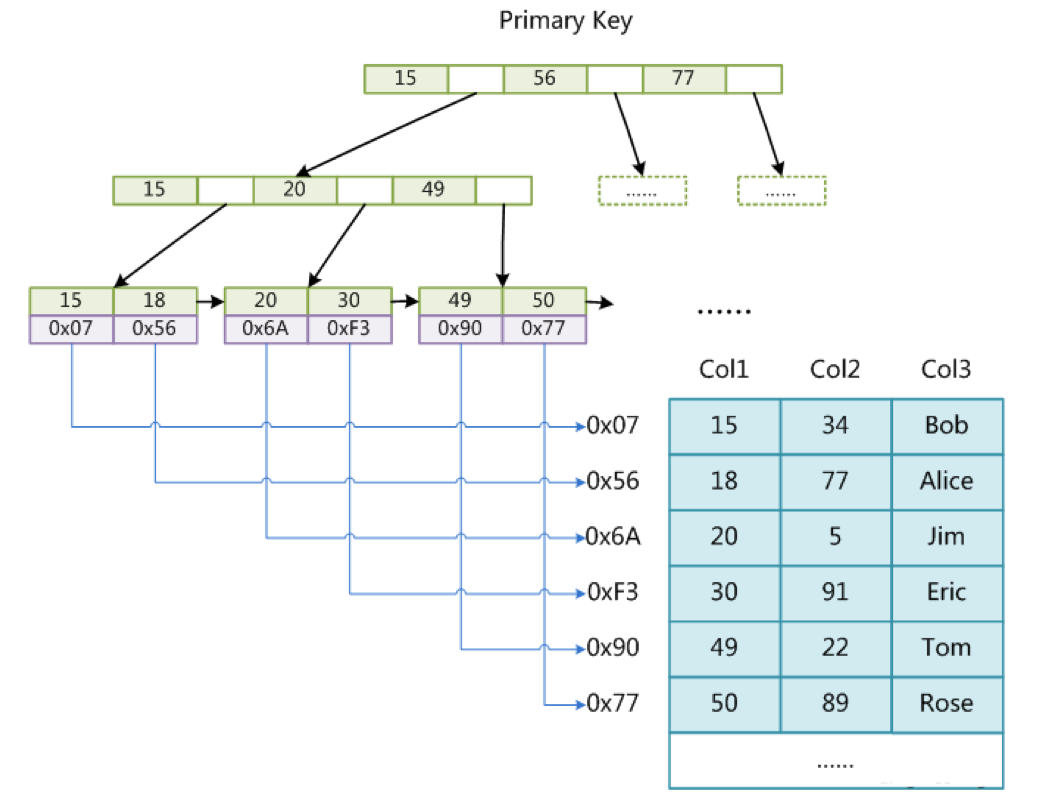 Primary Key
15 56 77
15 20 49
...... ......
15 18 20 30 49 50
0x07 0x56 0x6A 0xF3 0x90 0x77
......
Col1 Col2 Col3
0x07 15 34 Bob
0x56 18 77 Alice
0x6A 20 5 Jim
0xF3 30 91 Eric
0x90 49 22 Tom
0x77 50 89 Rose
......